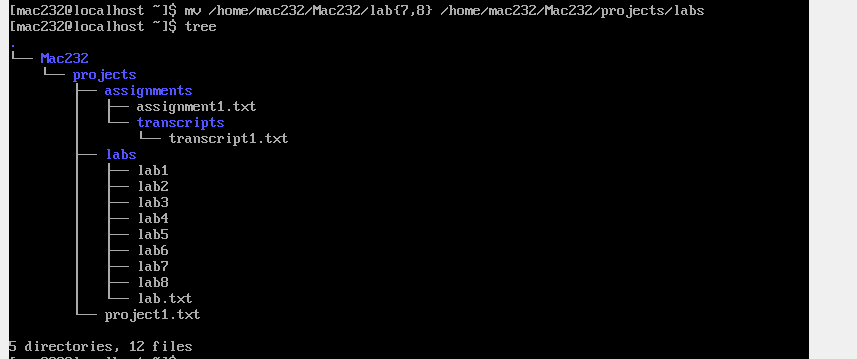 [mac232@localhost ~]$ mv /home/mac232/Mac232/lab{7,8} /home/mac232/Mac232/projects/labs
[mac232@localhost ~]$ tree
.
└── Mac232
    └── projects
        ├── assignments
        │   ├── assignment1.txt
        │   └── transcripts
        │       └── transcript1.txt
        ├── labs
        │   ├── lab1
        │   ├── lab2
        │   ├── lab3
        │   ├── lab4
        │   ├── lab5
        │   ├── lab6
        │   ├── lab7
        │   ├── lab8
        │   └── lab.txt
        └── project1.txt
5 directories, 12 files